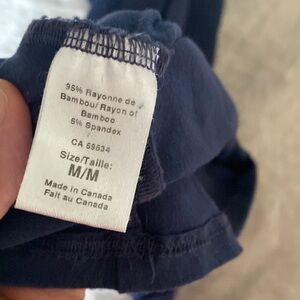 95% Rayonne de
Bambou/ Rayon of
Bamboo
5% Spandex
CA 59534
Size/Taille:
M/M
Made in Canada
Fait au Canada